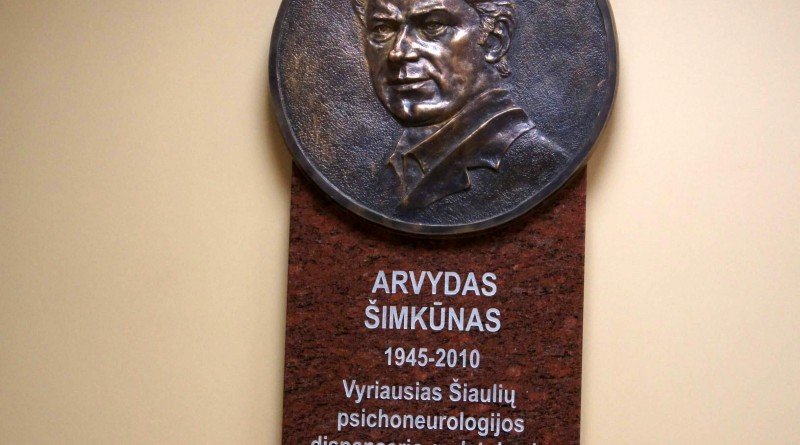 ARVYDAS
ŠIMKŪNAS
1945-2010
Vyriausias Šiaulių
psichoneurologijos